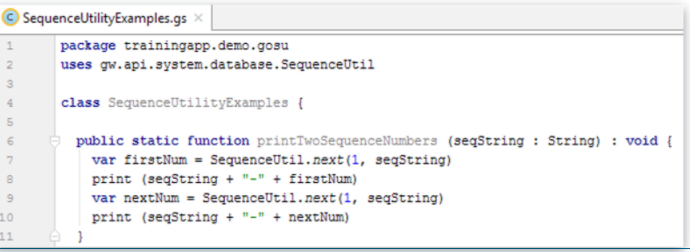 SequenceUtilityExamples.gs ×
1 package trainingapp.demo.gosu
2 uses gw.api.system.database.SequenceUtil
3
4 class SequenceUtilityExamples {
5
6 public static function printTwoSequenceNumbers (seqString : String) : void {
7 var firstNum = SequenceUtil.next(1, seqString)
8 print (seqString + "-" + firstNum)
9 var nextNum = SequenceUtil.next(1, seqString)
10 print (seqString + "-" + nextNum)
11 }